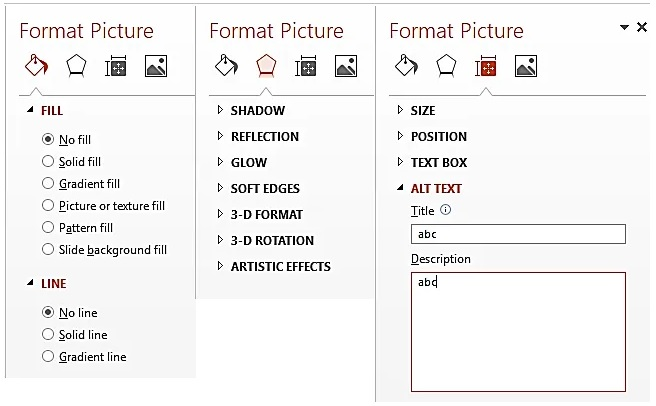 Format Picture
FILL
No fill
Solid fill
Gradient fill
Picture or texture fill
Pattern fill
Slide background fill
LINE
No line
Solid line
Gradient line
Format Picture
SHADOW
REFLECTION
GLOW
SOFT EDGES
3-D FORMAT
3-D ROTATION
ARTISTIC EFFECTS
Format Picture
SIZE
POSITION
TEXT BOX
ALT TEXT
Title
abc
Description
abc